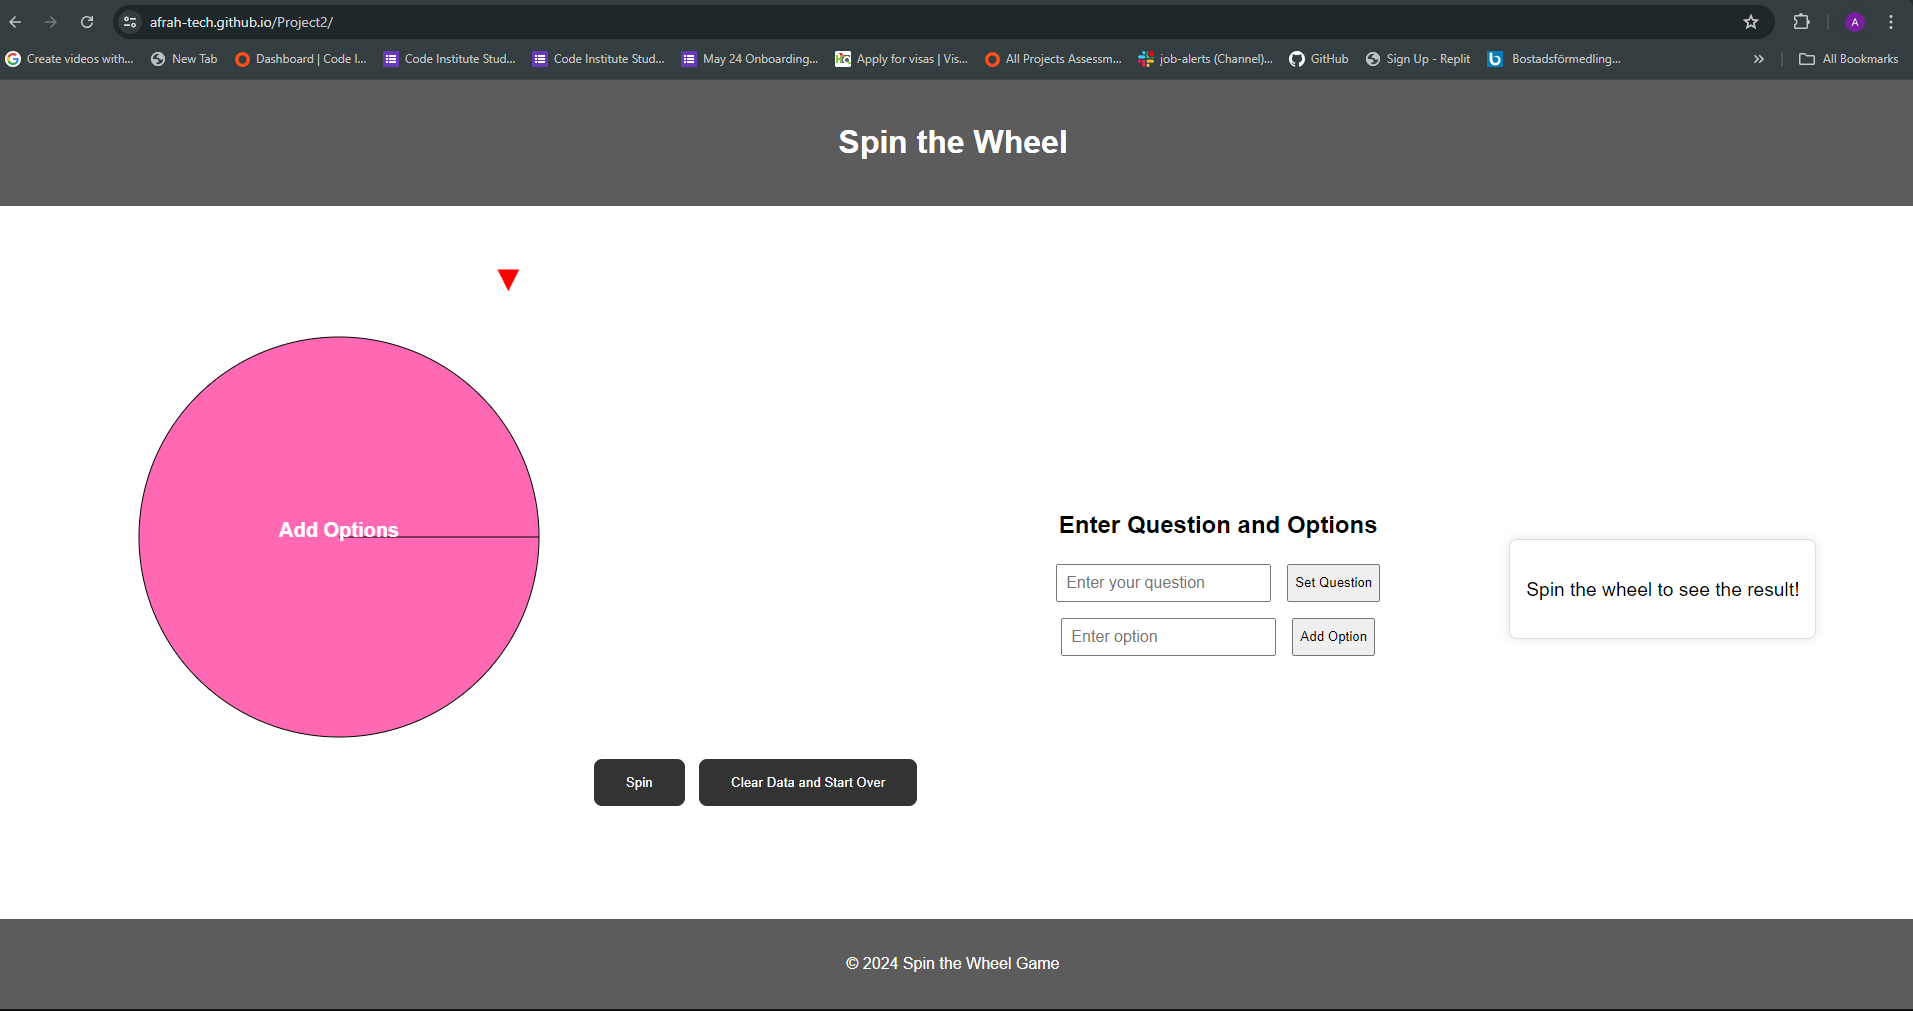 afrah-tech.github.io/Project2/
A
Create videos with...
New Tab
Dashboard | Code I...
Code Institute Stud...
Code Institute Stud...
May 24 Onboarding...
Apply for visas | Vis...
All Projects Assessm...
job-alerts (Channel)...
GitHub
Sign Up - Replit
Bostadsförmedling...
All Bookmarks
Spin the Wheel
Add Options
Enter Question and Options
Enter your question
Set Question
Enter option
Add Option
Spin the wheel to see the result!
Spin
Clear Data and Start Over
© 2024 Spin the Wheel Game